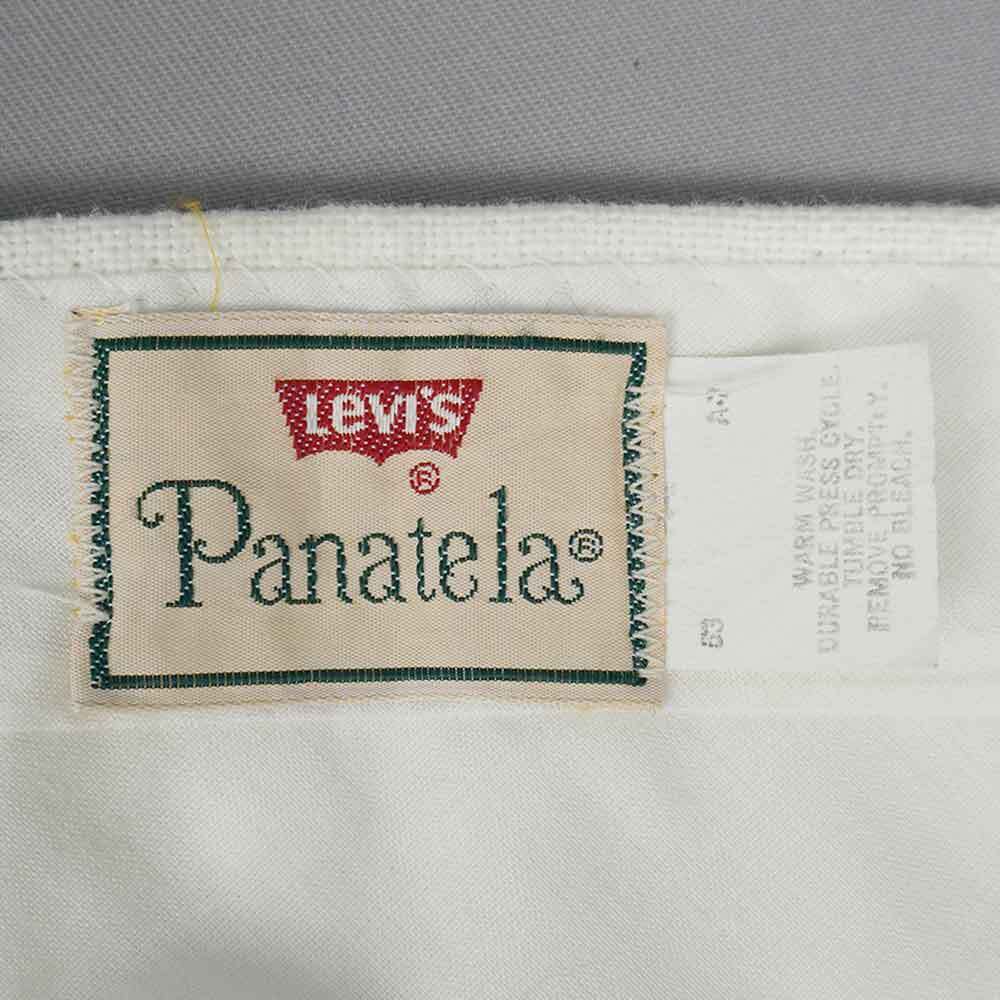 Levi's
®
Panatela®
WARM WASH.
DURABLE PRESS CYCLE.
TUMBLE DRY.
REMOVE PROMPTLY.
NO BLEACH.